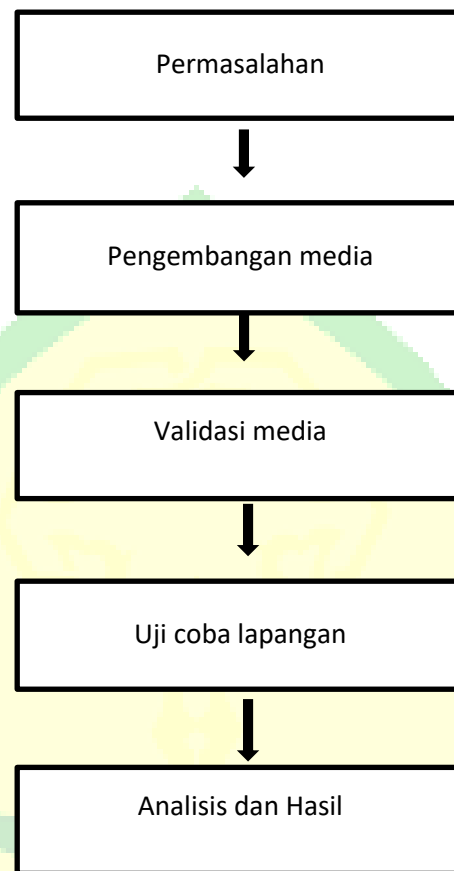 Permasalahan
Pengembangan media
Validasi media
Uji coba lapangan
Analisis dan Hasil